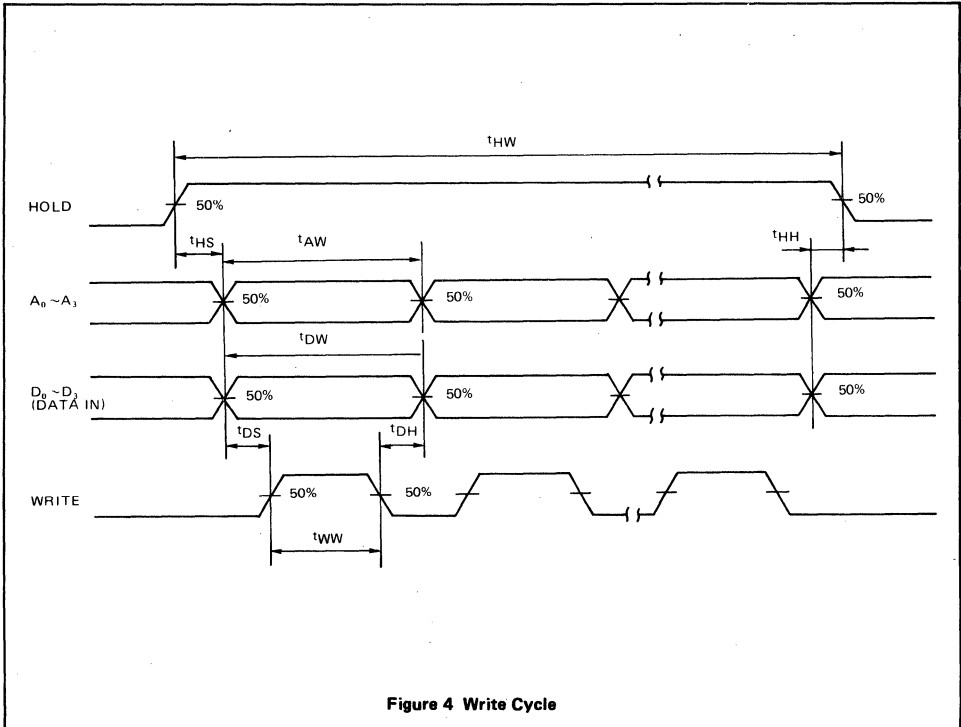 tHW
HOLD 50% 50%
tHS tAW tHH
A₀~A₃ 50% 50% 50%
tDW
D₀~D₃ 50% 50% 50%
(DATA IN)
tDS tDH
WRITE 50% 50%
tWW
Figure 4 Write Cycle